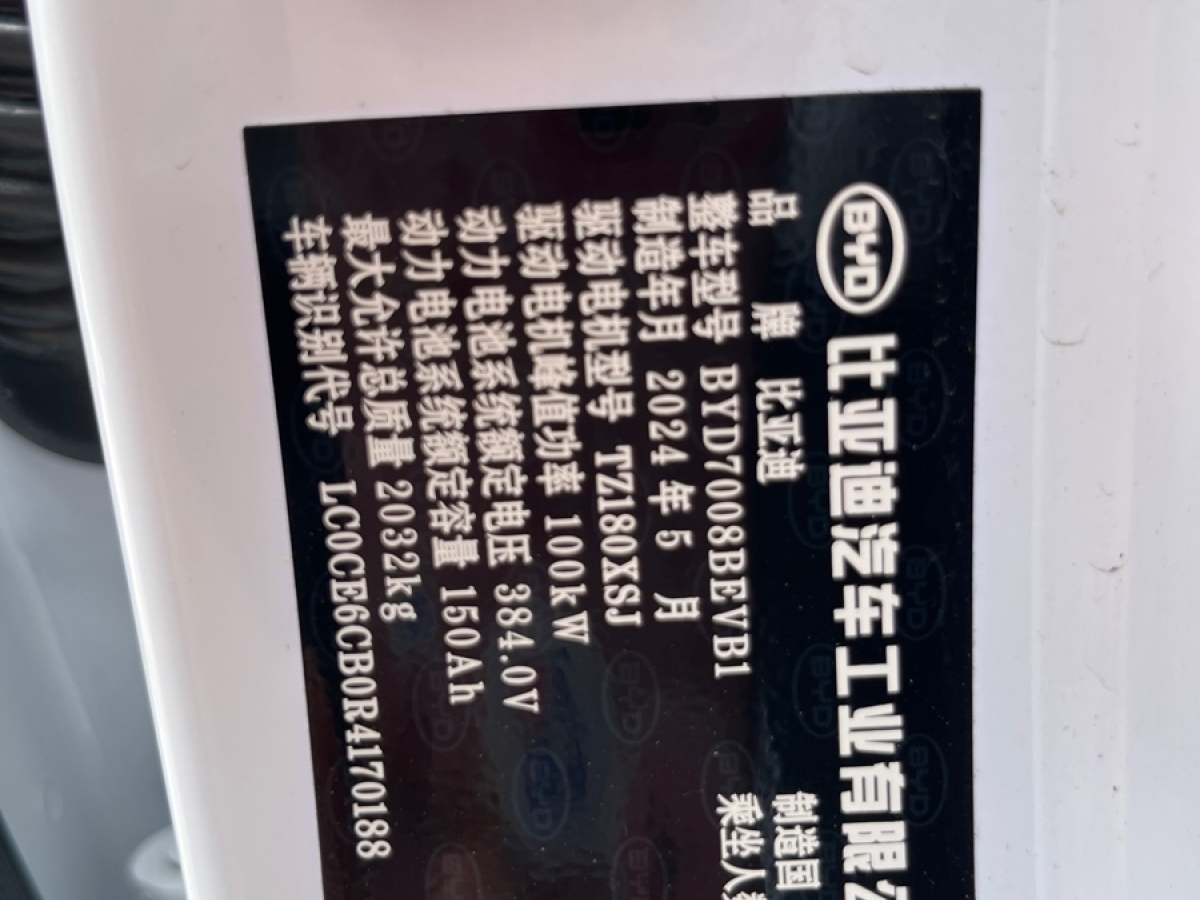 BYD 比亚迪汽车工业有限公
品 牌 比亚迪 制造国
整车型号 BYD7008BEVB1 乘坐人数
制造年月 2024 年 5 月
驱动电机型号 TZ180XSJ
驱动电机峰值功率 100kW
动力电池系统额定电压 384.0V
动力电池系统额定容量 150Ah
最大允许总质量 2032kg
车辆识别代号 LC0CE6CB0R4170188